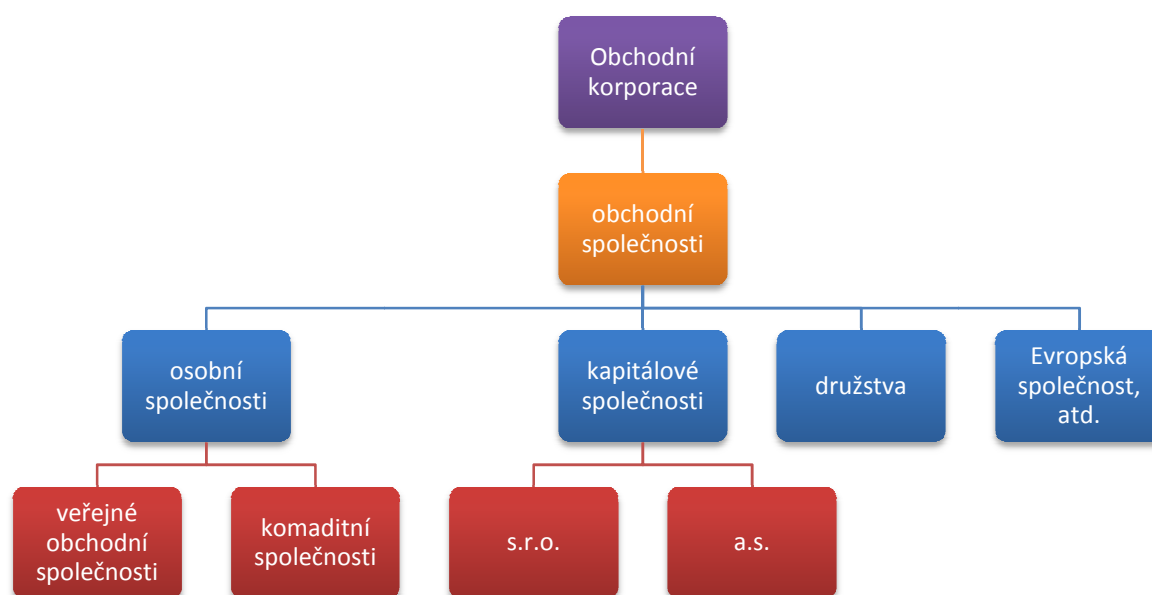 Obchodní
korporace
obchodní
společnosti
osobní
společnosti
kapitálové
společnosti
družstva
Evropská
společnost,
atd.
veřejné
obchodní
společnosti
komaditní
společnosti
s.r.o.
a.s.